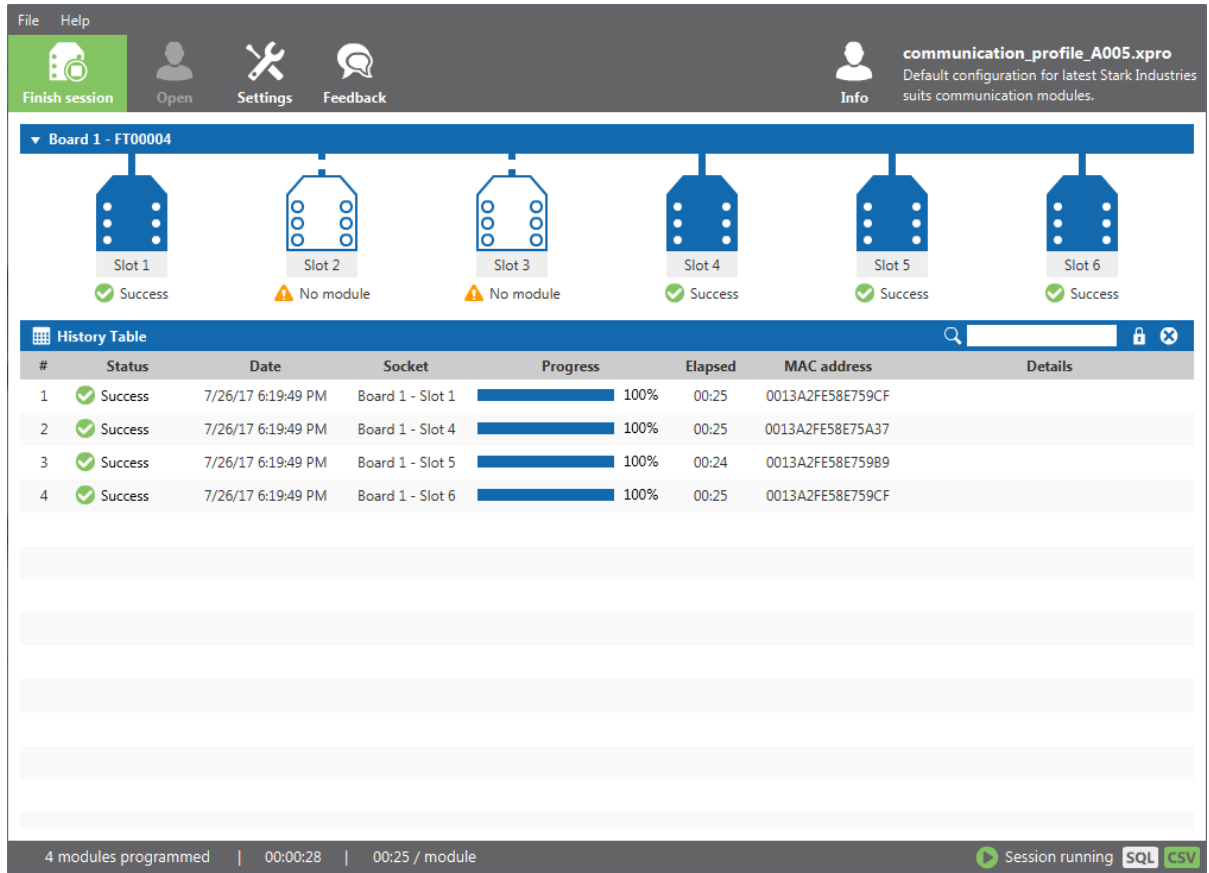 File Help
Finish session Open Settings Feedback Info
communication_profile_A005.xpro
Default configuration for latest Stark Industries
suits communication modules.
Board 1 - FT00004
Slot 1 Slot 2 Slot 3 Slot 4 Slot 5 Slot 6
Success No module No module Success Success Success
History Table
# Status Date Socket Progress Elapsed MAC address Details
1 Success 7/26/17 6:19:49 PM Board 1 - Slot 1 100% 00:25 0013A2FE58E759CF
2 Success 7/26/17 6:19:49 PM Board 1 - Slot 4 100% 00:25 0013A2FE58E75A37
3 Success 7/26/17 6:19:49 PM Board 1 - Slot 5 100% 00:24 0013A2FE58E759B9
4 Success 7/26/17 6:19:49 PM Board 1 - Slot 6 100% 00:25 0013A2FE58E759CF
4 modules programmed | 00:00:28 | 00:25 / module Session running SQL CSV